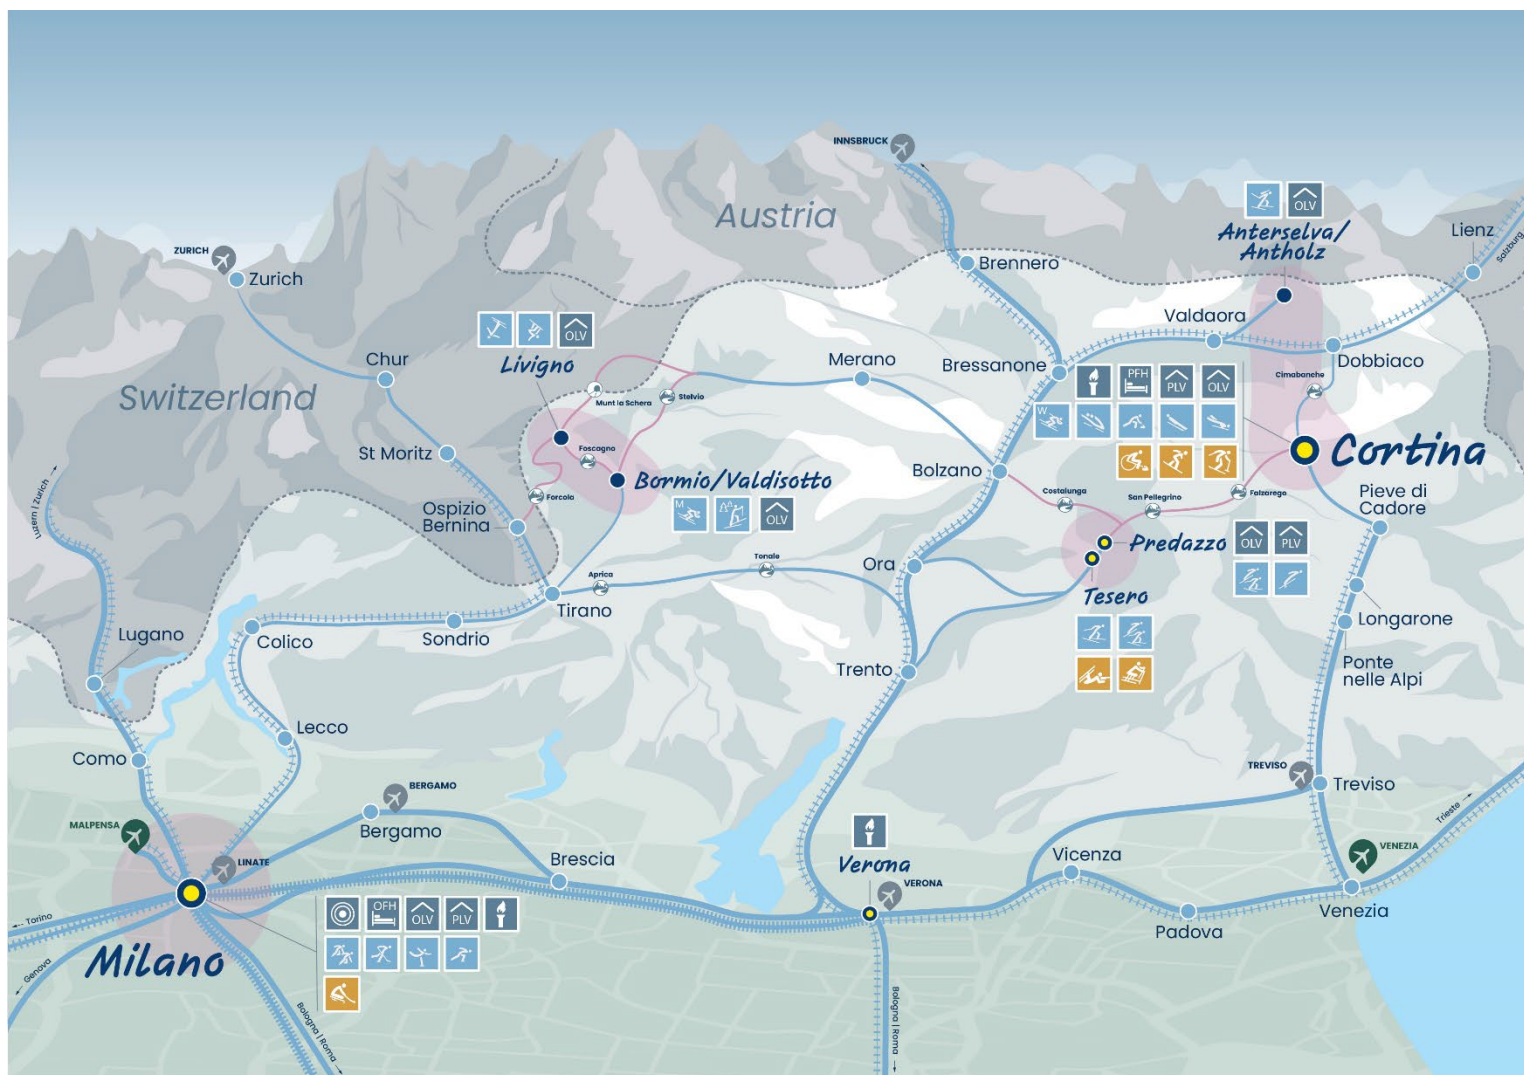 INNSBRUCK
Austria
OLV
Anterselva/
Antholz
Lienz
Salzburg
ZURICH
Zurich
Brennero
Switzerland
Chur
OLV
Livigno
Munt la Schera
Stelvio
Merano
Bressanone
Valdaora
Dobbiaco
Cimabanche
PFH
PLV
OLV
W
Cortina
St Moritz
Foscagno
Forcola
Bormio/Valdisotto
M
OLV
Ospizio
Bernina
Bolzano
Costalunga
San Pellegrino
Falzarego
Pieve di
Cadore
Luzern | Zurich
Predazzo
OLV
PLV
Tesero
Ora
Tonale
Aprica
Tirano
Sondrio
Colico
Lugano
Longarone
Ponte
nelle Alpi
Trento
Lecco
Como
BERGAMO
Bergamo
MALPENSA
LINATE
Brescia
TREVISO
Treviso
Trieste
VENEZIA
Venezia
Vicenza
Padova
Verona
VERONA
Torino
Genova
Milano
OFH
OLV
PLV
Bologna | Roma
Bologna | Roma